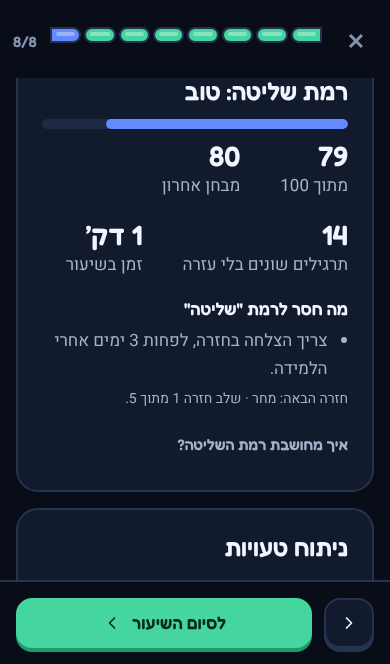 8/8
רמת שליטה: טוב
79
מתוך 100
80
מבחן אחרון
14
תרגילים שונים בלי עזרה
1 דק׳
זמן בשיעור
מה חסר לרמת "שליטה"
• צריך הצלחה בחזרה, לפחות 3 ימים אחרי
הלמידה.
חזרה הבאה: מחר · שלב חזרה 1 מתוך 5.
איך מחושבת רמת השליטה?
ניתוח טעויות
לסיום השיעור